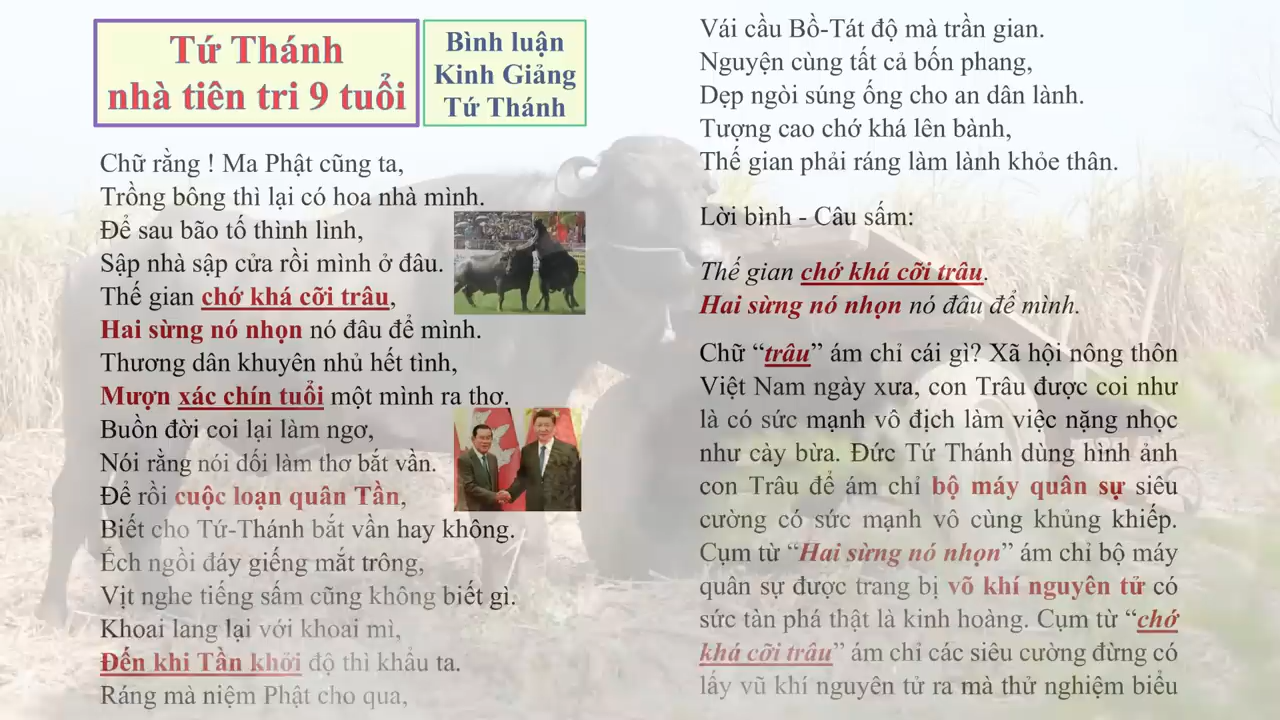 Tứ Thánh
nhà tiên tri 9 tuổi
Bình luận
Kinh Giảng
Tứ Thánh
Chữ rằng ! Ma Phật cũng ta,
Trồng bông thì lại có hoa nhà mình.
Để sau bão tố thình lình,
Sập nhà sập cửa rồi mình ở đâu.
Thế gian chớ khá cỡi trâu,
Hai sừng nó nhọn nó đâu để mình.
Thương dân khuyên nhủ hết tình,
Mượn xác chín tuổi một mình ra thơ.
Buồn đời coi lại làm ngơ,
Nói rằng nói dối làm thơ bắt vần.
Để rồi cuộc loạn quân Tần,
Biết cho Tứ-Thánh bắt vần hay không.
Ếch ngồi đáy giếng mắt trông,
Vịt nghe tiếng sấm cũng không biết gì.
Khoai lang lại với khoai mì,
Đến khi Tần khởi độ thì khẩu ta.
Ráng mà niệm Phật cho qua,
Vái cầu Bồ-Tát độ mà trần gian.
Nguyện cùng tất cả bốn phang,
Dẹp ngòi súng ống cho an dân lành.
Tượng cao chớ khá lên bành,
Thế gian phải ráng làm lành khỏe thân.
Lời bình - Câu sấm:
Thế gian chớ khá cỡi trâu.
Hai sừng nó nhọn nó đâu để mình.
Chữ “trâu” ám chỉ cái gì? Xã hội nông thôn
Việt Nam ngày xưa, con Trâu được coi như
là có sức mạnh vô địch làm việc nặng nhọc
như cày bừa. Đức Tứ Thánh dùng hình ảnh
con Trâu để ám chỉ bộ máy quân sự siêu
cường có sức mạnh vô cùng khủng khiếp.
Cụm từ “Hai sừng nó nhọn” ám chỉ bộ máy
quân sự được trang bị võ khí nguyên tử có
sức tàn phá thật là kinh hoàng. Cụm từ “chớ
khá cỡi trâu” ám chỉ các siêu cường đừng có
lấy vũ khí nguyên tử ra mà thử nghiệm biểu